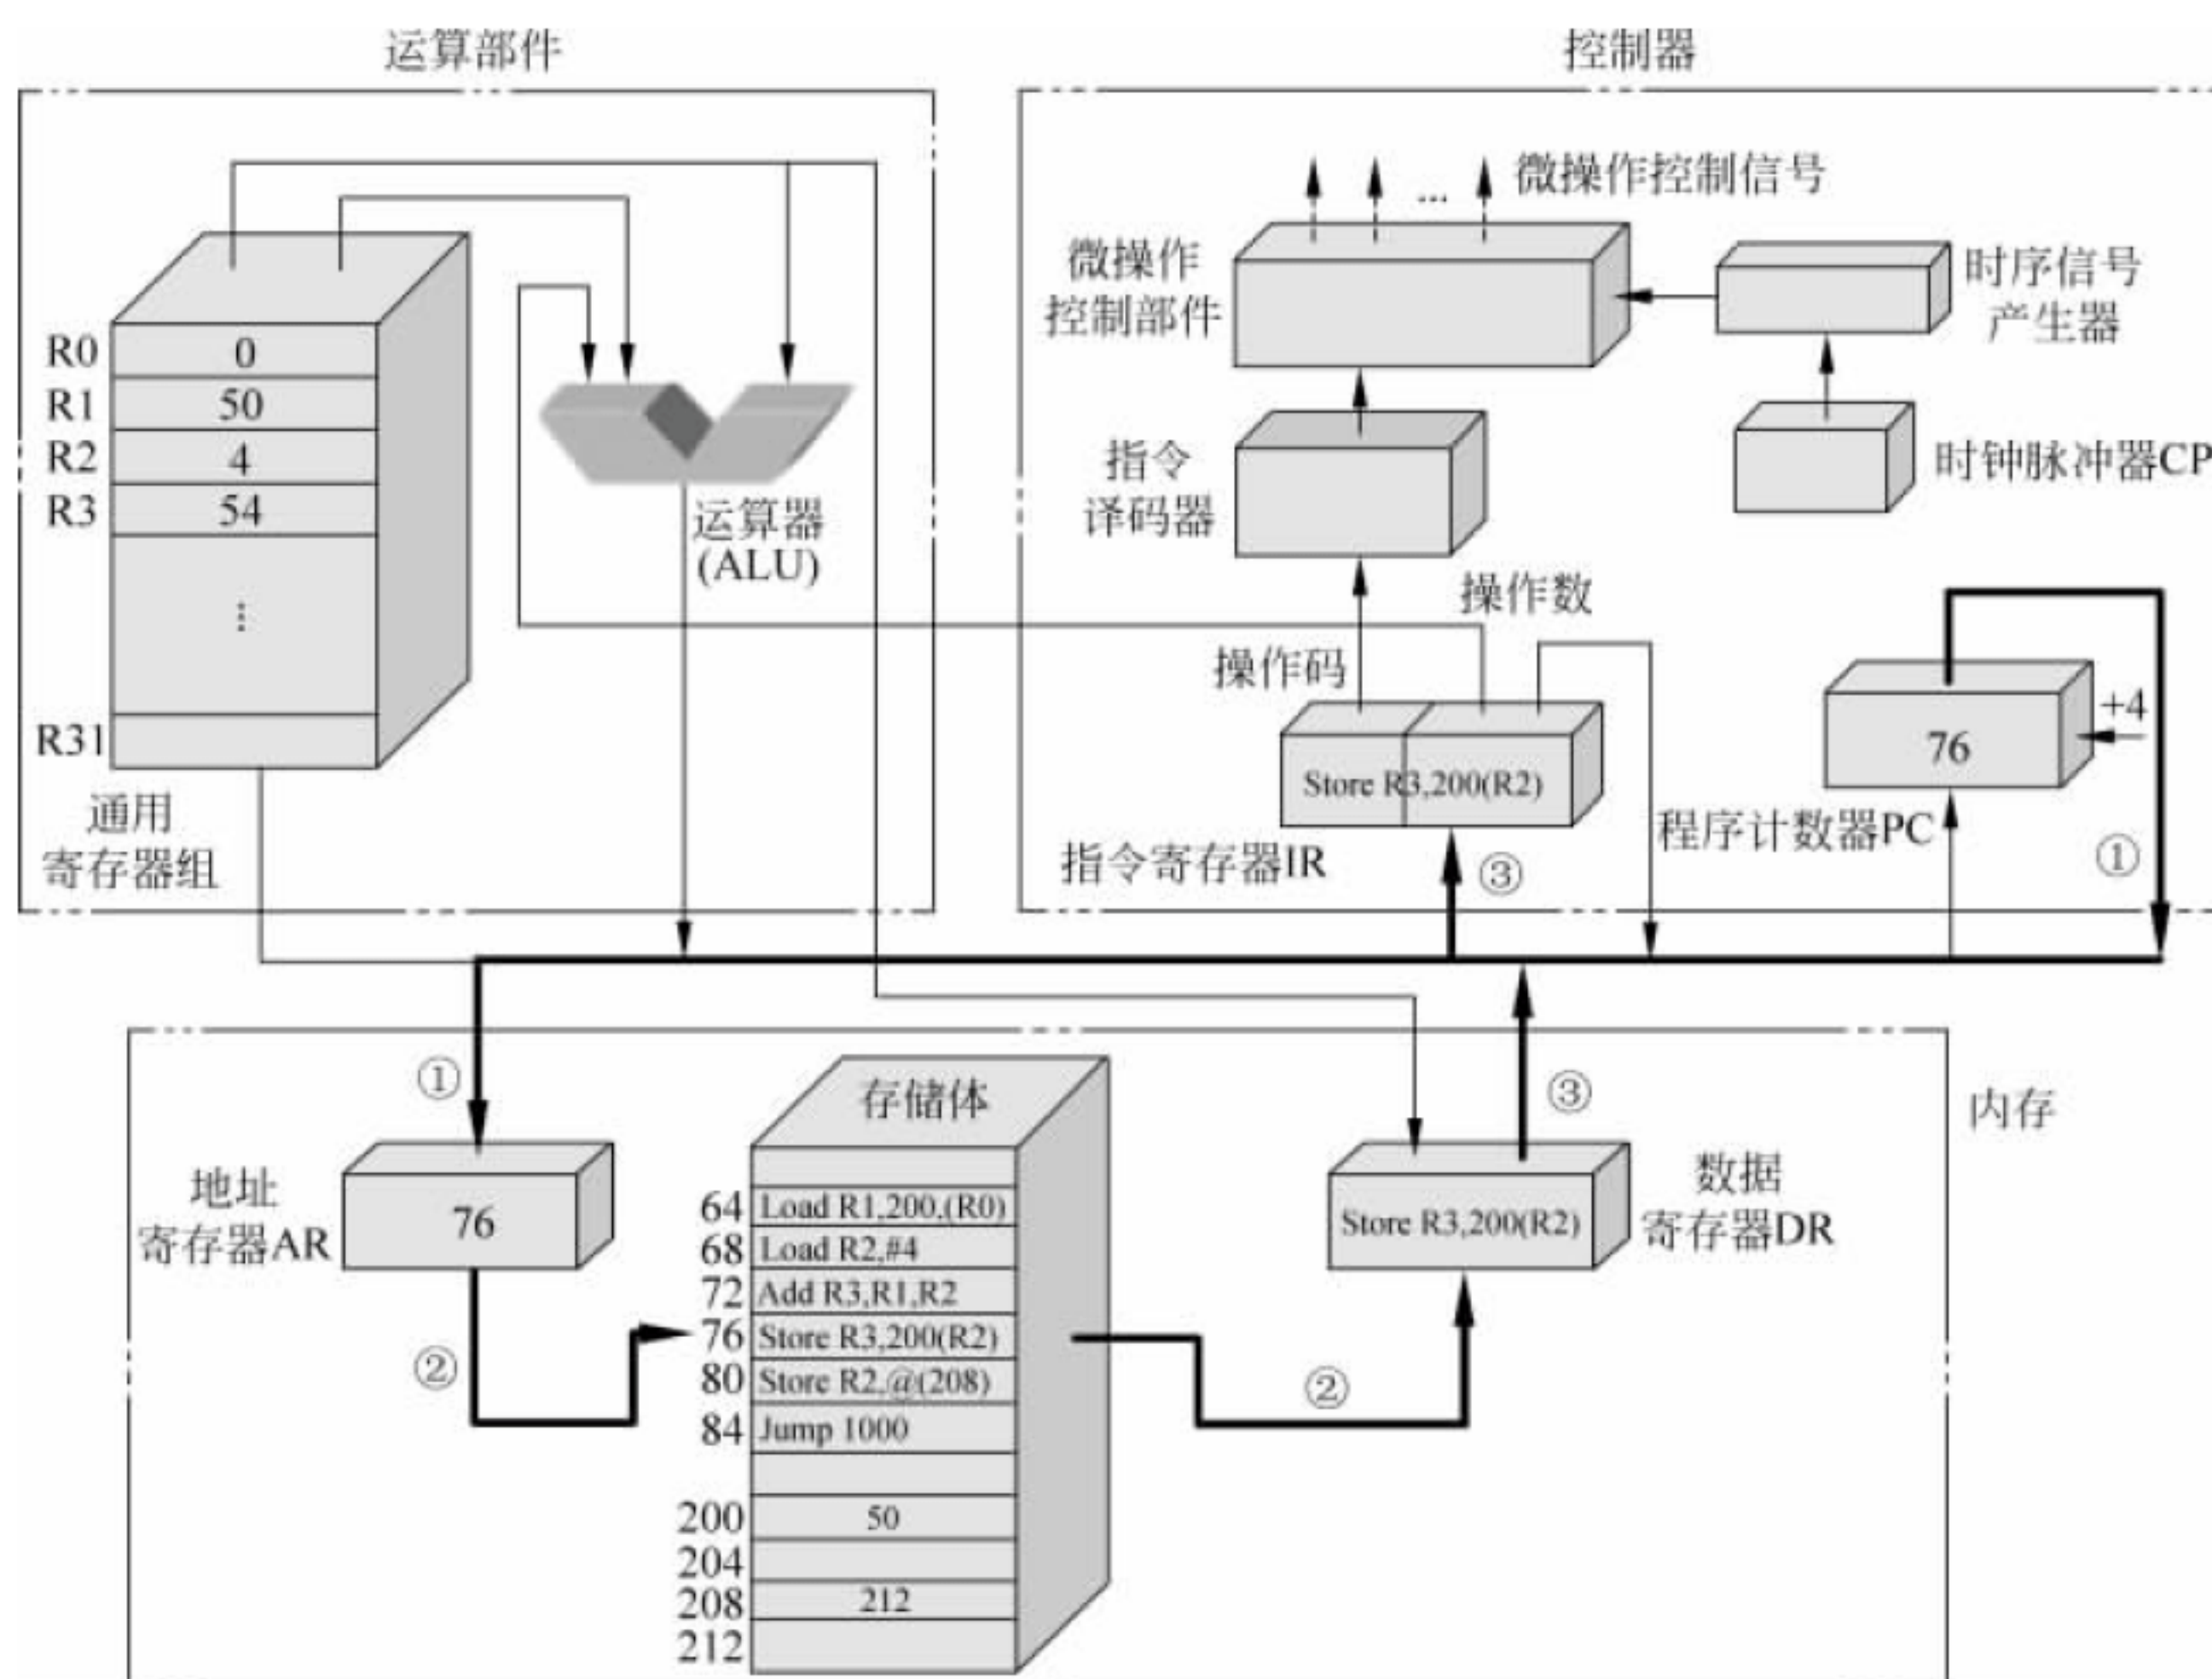 运算部件
控制器
微操作控制信号
...
微操作
控制部件
时序信号
产生器
R0
0
R1
50
R2
4
R3
54
⋮
R31
通用
寄存器组
运算器
(ALU)
指令
译码器
时钟脉冲器CP
操作数
操作码
Store R3,200(R2)
指令寄存器IR
+4
76
程序计数器PC
①
③
①
地址
寄存器AR
76
②
存储体
64
Load R1,200,(R0)
68
Load R2,#4
72
Add R3,R1,R2
76
Store R3,200(R2)
80
Store R2,@(208)
84
Jump 1000
200
50
204
208
212
212
②
③
Store R3,200(R2)
数据
寄存器DR
内存